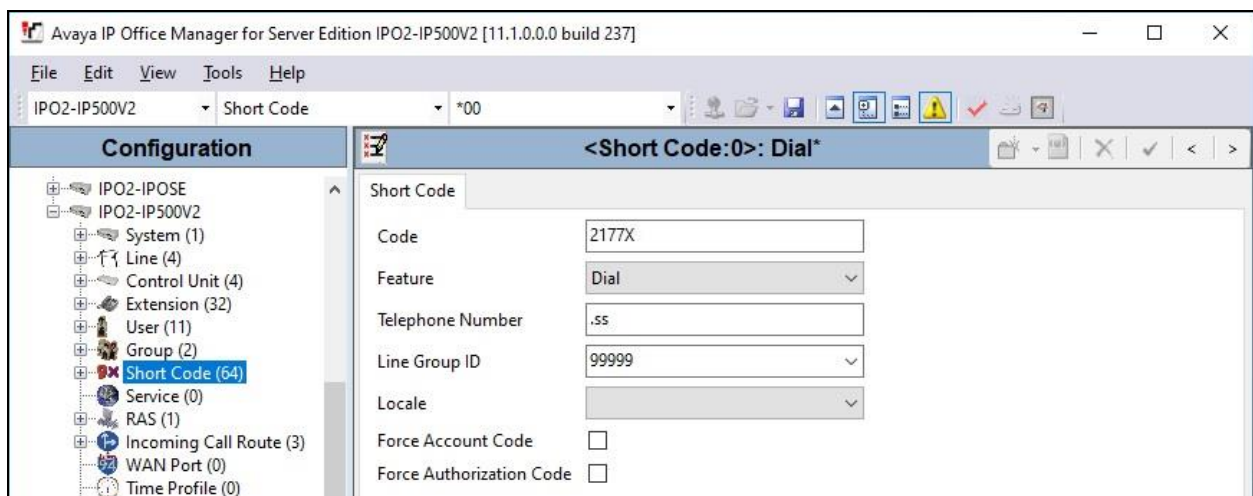 Avaya IP Office Manager for Server Edition IPO2-IP500V2 [11.1.0.0.0 build 237]
File Edit View Tools Help
IPO2-IP500V2 Short Code *00
Configuration
<Short Code:0>: Dial*
IPO2-IPOSE
IPO2-IP500V2
System (1)
Line (4)
Control Unit (4)
Extension (32)
User (11)
Group (2)
Short Code (64)
Service (0)
RAS (1)
Incoming Call Route (3)
WAN Port (0)
Time Profile (0)
Short Code
Code 2177X
Feature Dial
Telephone Number .ss
Line Group ID 99999
Locale
Force Account Code
Force Authorization Code